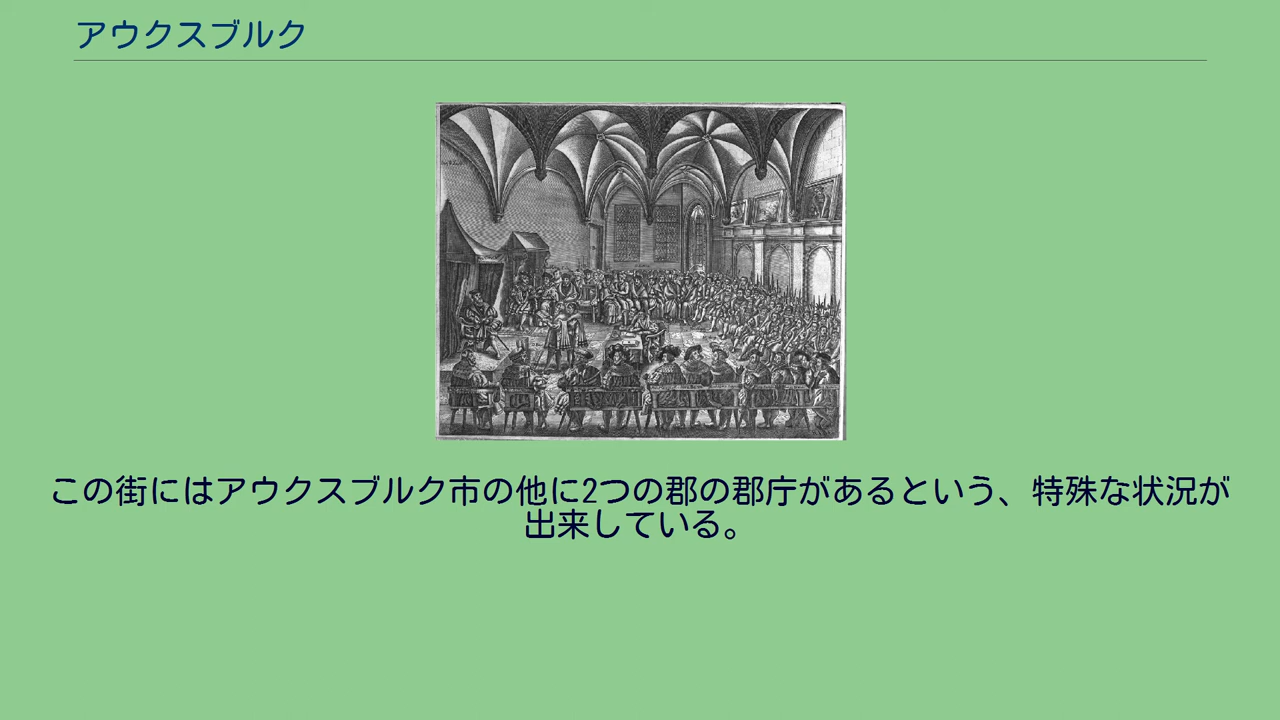 アウクスブルク
この街にはアウクスブルク市の他に2つの郡の郡庁があるという、特殊な状況が
出来している。